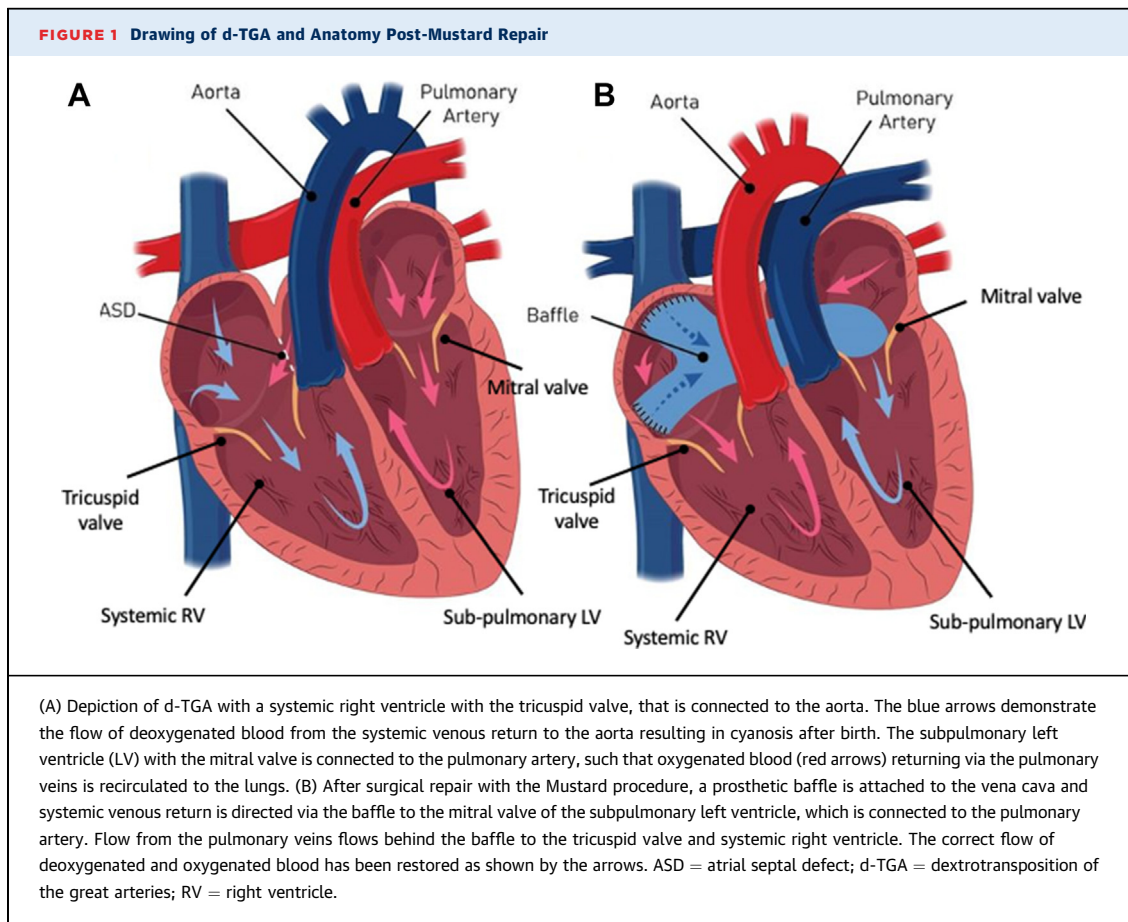 FIGURE 1 Drawing of d-TGA and Anatomy Post-Mustard Repair
A
Aorta
Pulmonary
Artery
ASD
Mitral valve
Tricuspid
valve
Systemic RV
Sub-pulmonary LV
B
Aorta
Pulmonary
Artery
Baffle
Mitral valve
Tricuspid
valve
Systemic RV
Sub-pulmonary LV
(A) Depiction of d-TGA with a systemic right ventricle with the tricuspid valve, that is connected to the aorta. The blue arrows demonstrate
the flow of deoxygenated blood from the systemic venous return to the aorta resulting in cyanosis after birth. The subpulmonary left
ventricle (LV) with the mitral valve is connected to the pulmonary artery, such that oxygenated blood (red arrows) returning via the pulmonary
veins is recirculated to the lungs. (B) After surgical repair with the Mustard procedure, a prosthetic baffle is attached to the vena cava and
systemic venous return is directed via the baffle to the mitral valve of the subpulmonary left ventricle, which is connected to the pulmonary
artery. Flow from the pulmonary veins flows behind the baffle to the tricuspid valve and systemic right ventricle. The correct flow of
deoxygenated and oxygenated blood has been restored as shown by the arrows. ASD = atrial septal defect; d-TGA = dextrotransposition of
the great arteries; RV = right ventricle.